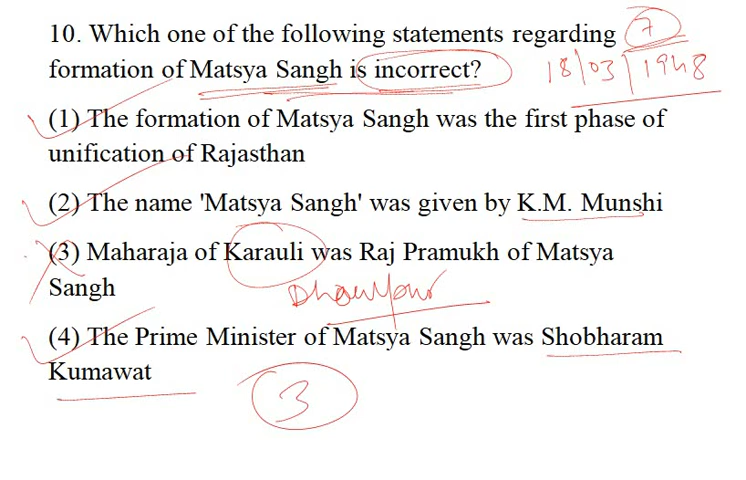 10. Which one of the following statements regarding 7
formation of Matsya Sangh is incorrect? 18/03/1948
(1) The formation of Matsya Sangh was the first phase of
unification of Rajasthan
(2) The name 'Matsya Sangh' was given by K.M. Munshi
(3) Maharaja of Karauli was Raj Pramukh of Matsya
Sangh
Dhoulpur
(4) The Prime Minister of Matsya Sangh was Shobharam
Kumawat
3